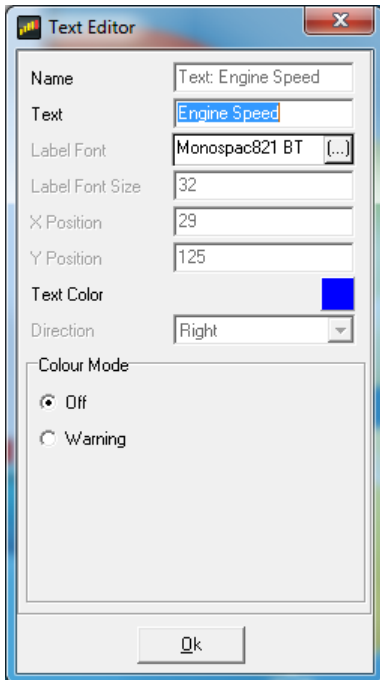 Text Editor
Name Text: Engine Speed
Text Engine Speed
Label Font Monospac821 BT (...)
Label Font Size 32
X Position 29
Y Position 125
Text Color
Direction Right
Colour Mode
Off
Warning
Ok